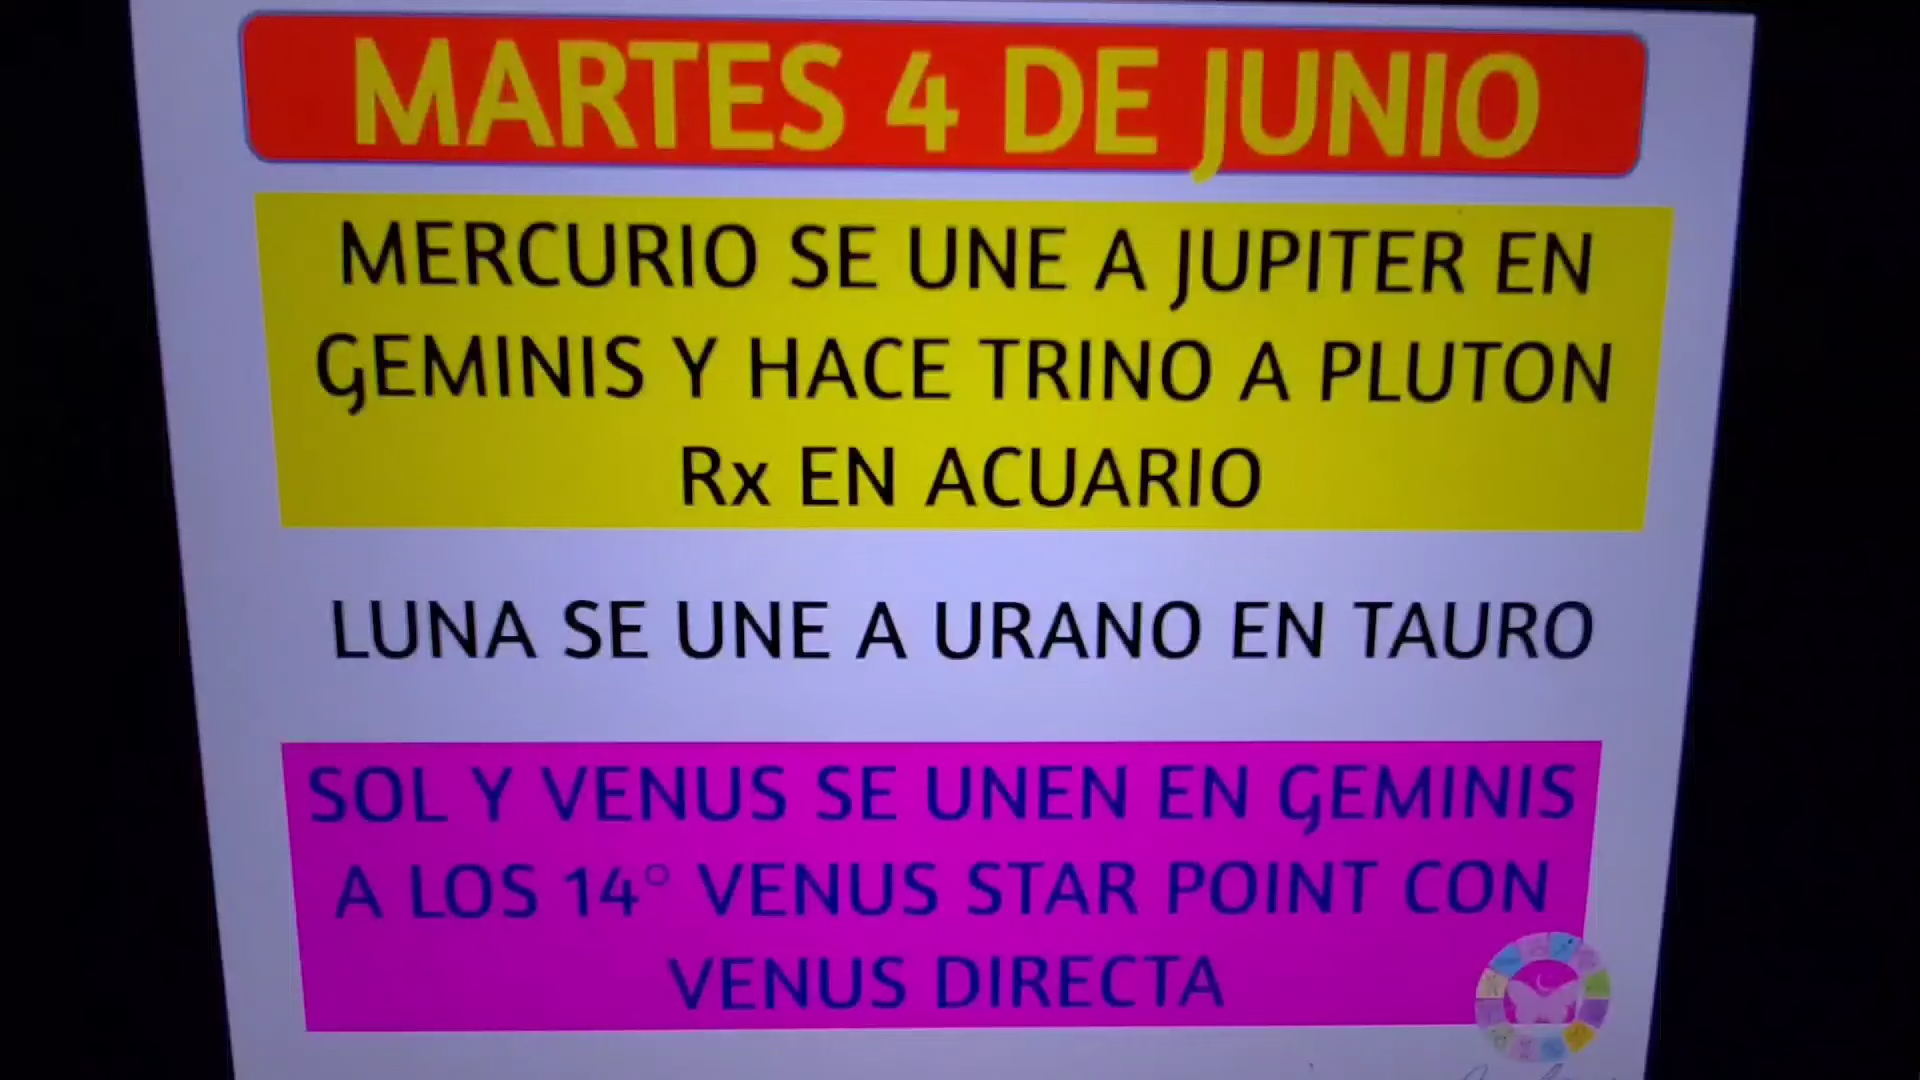 MARTES 4 DE JUNIO
MERCURIO SE UNE A JUPITER EN
GEMINIS Y HACE TRINO A PLUTON
Rx EN ACUARIO
LUNA SE UNE A URANO EN TAURO
SOL Y VENUS SE UNEN EN GEMINIS
A LOS 14° VENUS STAR POINT CON
VENUS DIRECTA